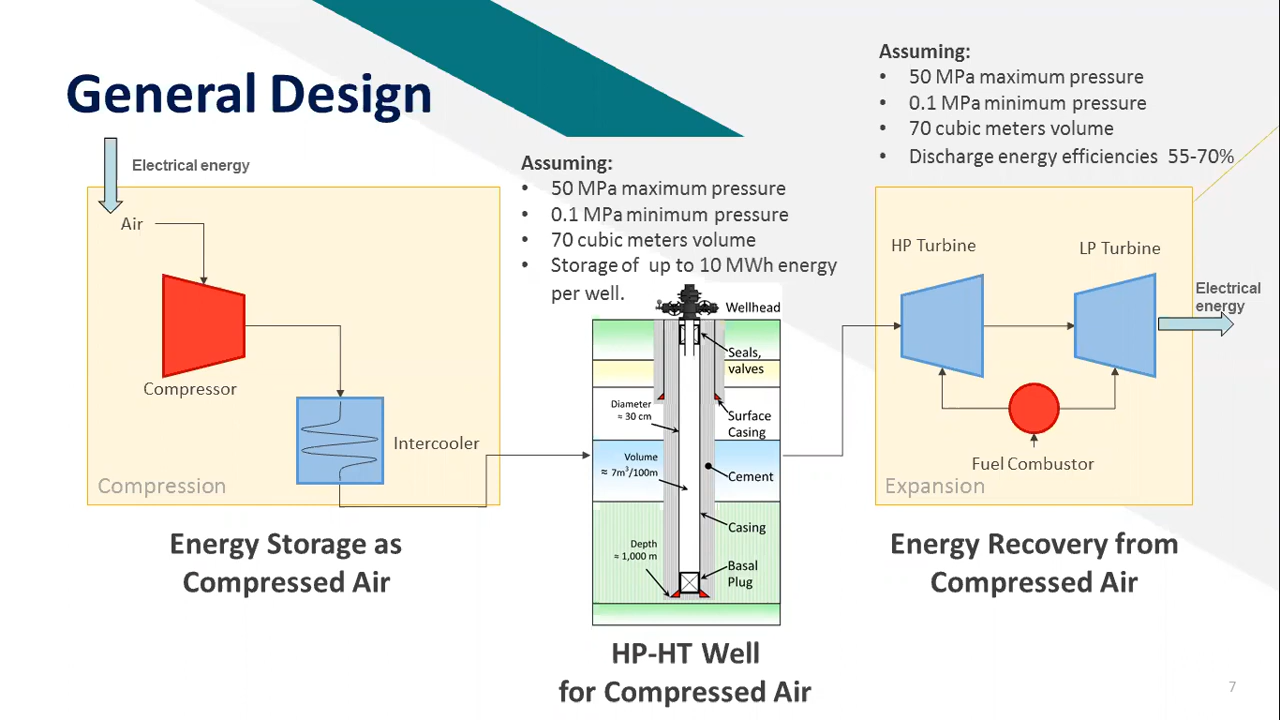 General Design
Electrical energy
Air
Compressor
Intercooler
Compression
Energy Storage as
Compressed Air
Assuming:
• 50 MPa maximum pressure
• 0.1 MPa minimum pressure
• 70 cubic meters volume
• Storage of up to 10 MWh energy
per well.
Wellhead
Seals,
valves
Diameter
≈ 30 cm
Surface
Casing
Volume
≈ 7m³/100m
Cement
Casing
Depth
≈ 1,000 m
Basal
Plug
HP-HT Well
for Compressed Air
Assuming:
• 50 MPa maximum pressure
• 0.1 MPa minimum pressure
• 70 cubic meters volume
• Discharge energy efficiencies 55-70%
HP Turbine
LP Turbine
Electrical
energy
Fuel Combustor
Expansion
Energy Recovery from
Compressed Air
7